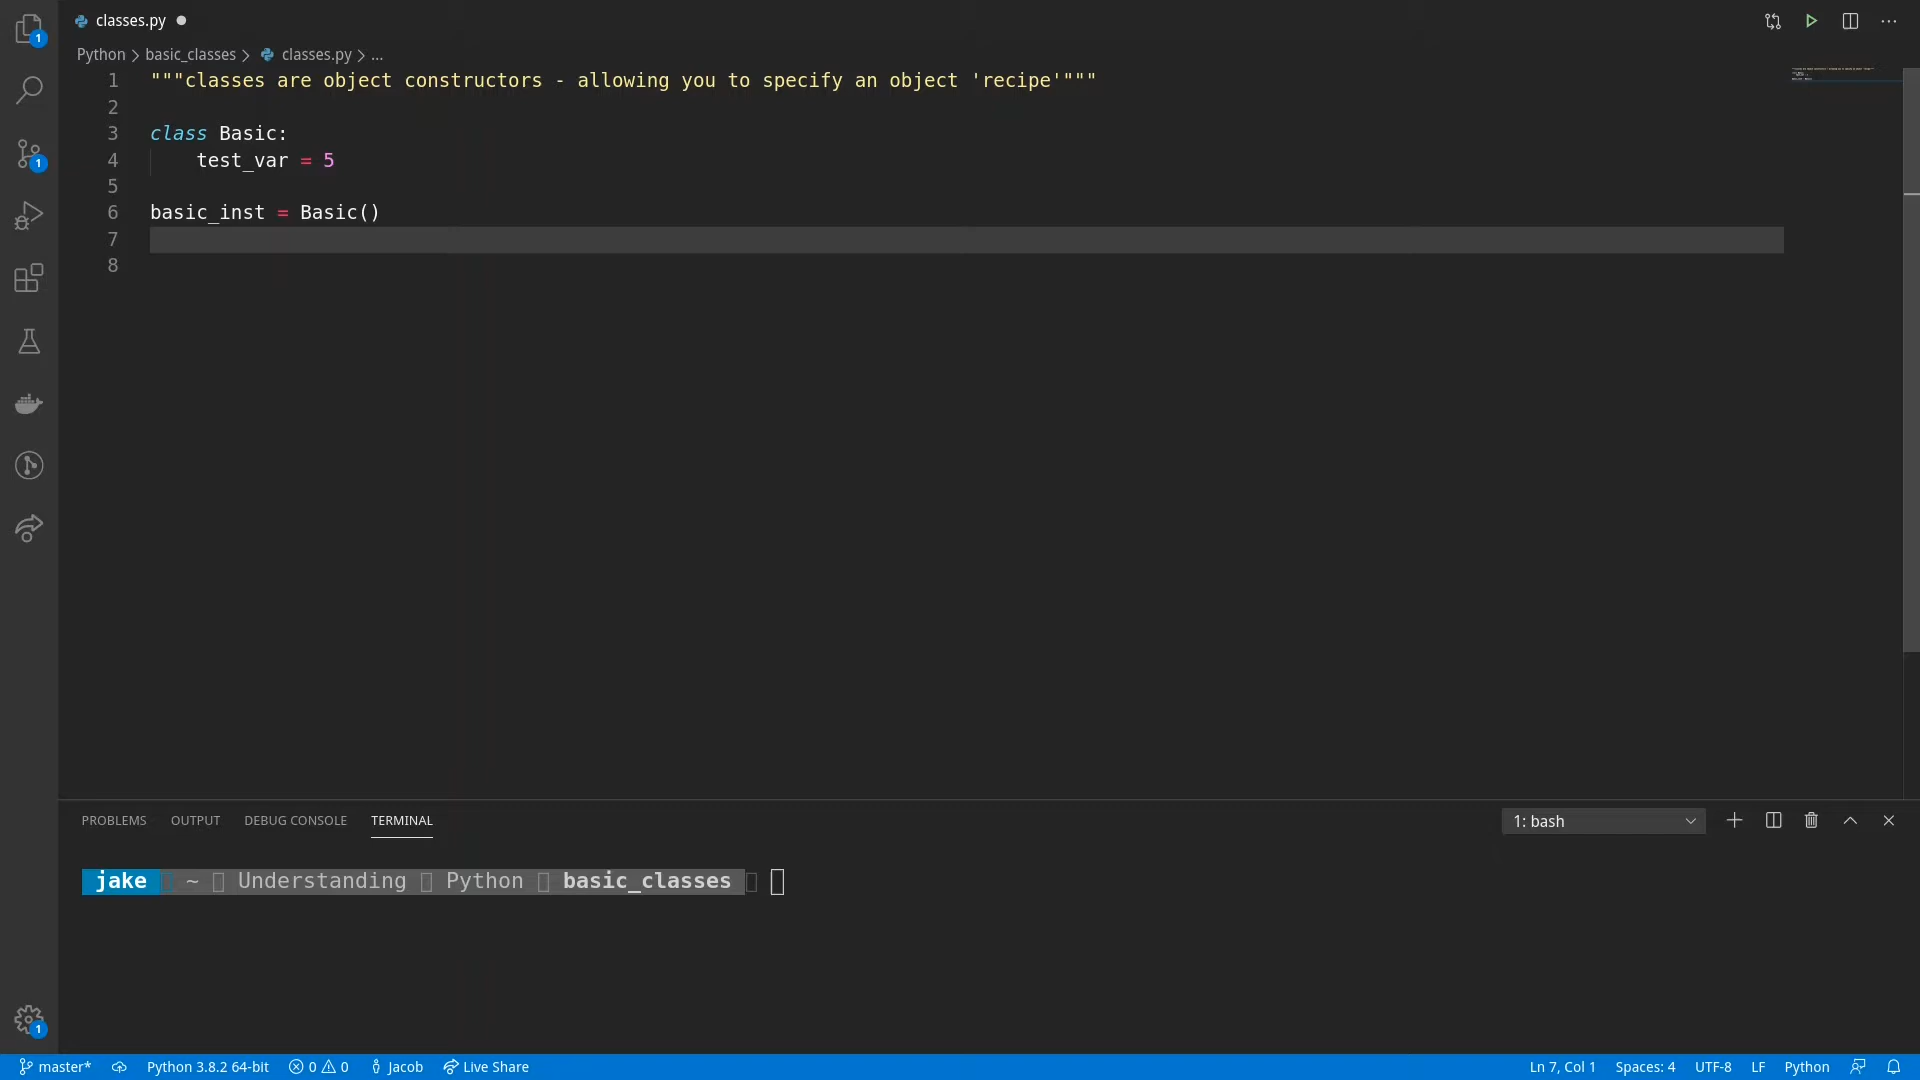 classes.py
Python > basic_classes > classes.py > ...
1 """classes are object constructors - allowing you to specify an object 'recipe'"""
2
3 class Basic:
4 test_var = 5
5
6 basic_inst = Basic()
7
8
1
1
1
PROBLEMS OUTPUT DEBUG CONSOLE TERMINAL 1: bash
jake ~ Understanding Python basic_classes
master* Python 3.8.2 64-bit 0 0 Jacob Live Share Ln 7, Col 1 Spaces: 4 UTF-8 LF Python